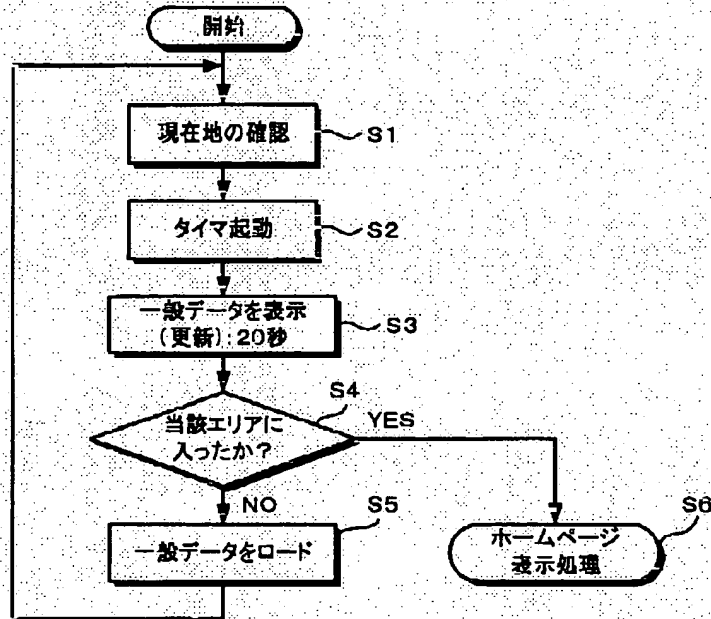 開始
現在地の確認
S1
タイマ起動
S2
一般データを表示
(更新):20秒
S3
S4
当該エリアに
入ったか?
YES
NO
S5
一般データをロード
S6
ホームページ
表示処理